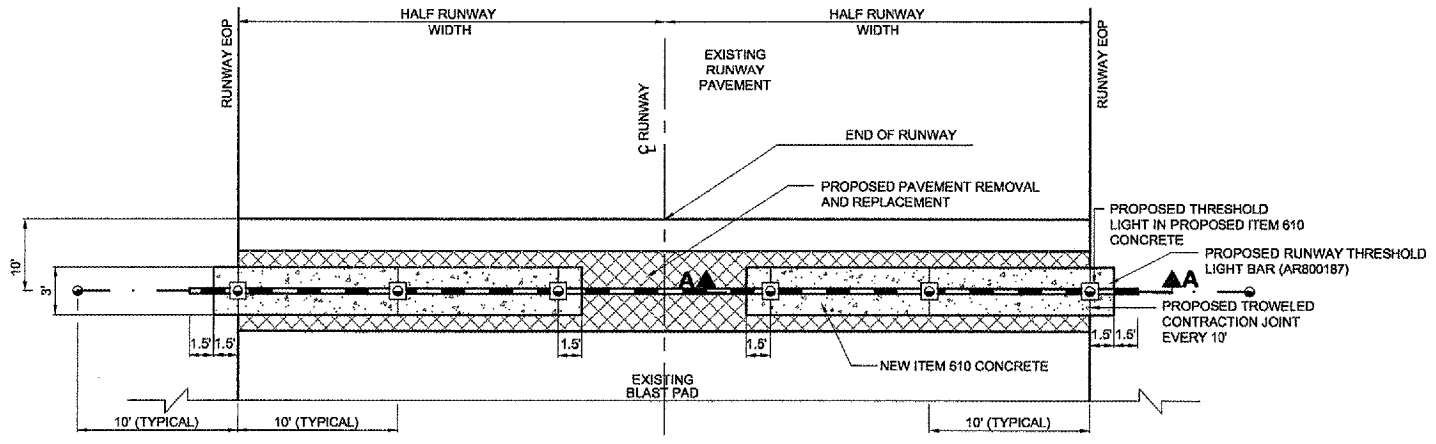 HALF RUNWAY
WIDTH
HALF RUNWAY
WIDTH
RUNWAY EOP
RUNWAY EOP
EXISTING
RUNWAY
PAVEMENT
℄ RUNWAY
END OF RUNWAY
PROPOSED PAVEMENT REMOVAL
AND REPLACEMENT
PROPOSED THRESHOLD
LIGHT IN PROPOSED ITEM 610
CONCRETE
PROPOSED RUNWAY THRESHOLD
LIGHT BAR (AR800187)
10'
3'
A
A
PROPOSED TROWELED
CONTRACTION JOINT
EVERY 10'
1.5'
1.5'
1.5'
1.5'
1.5'
1.5'
NEW ITEM 610 CONCRETE
EXISTING
BLAST PAD
10' (TYPICAL)
10' (TYPICAL)
10' (TYPICAL)